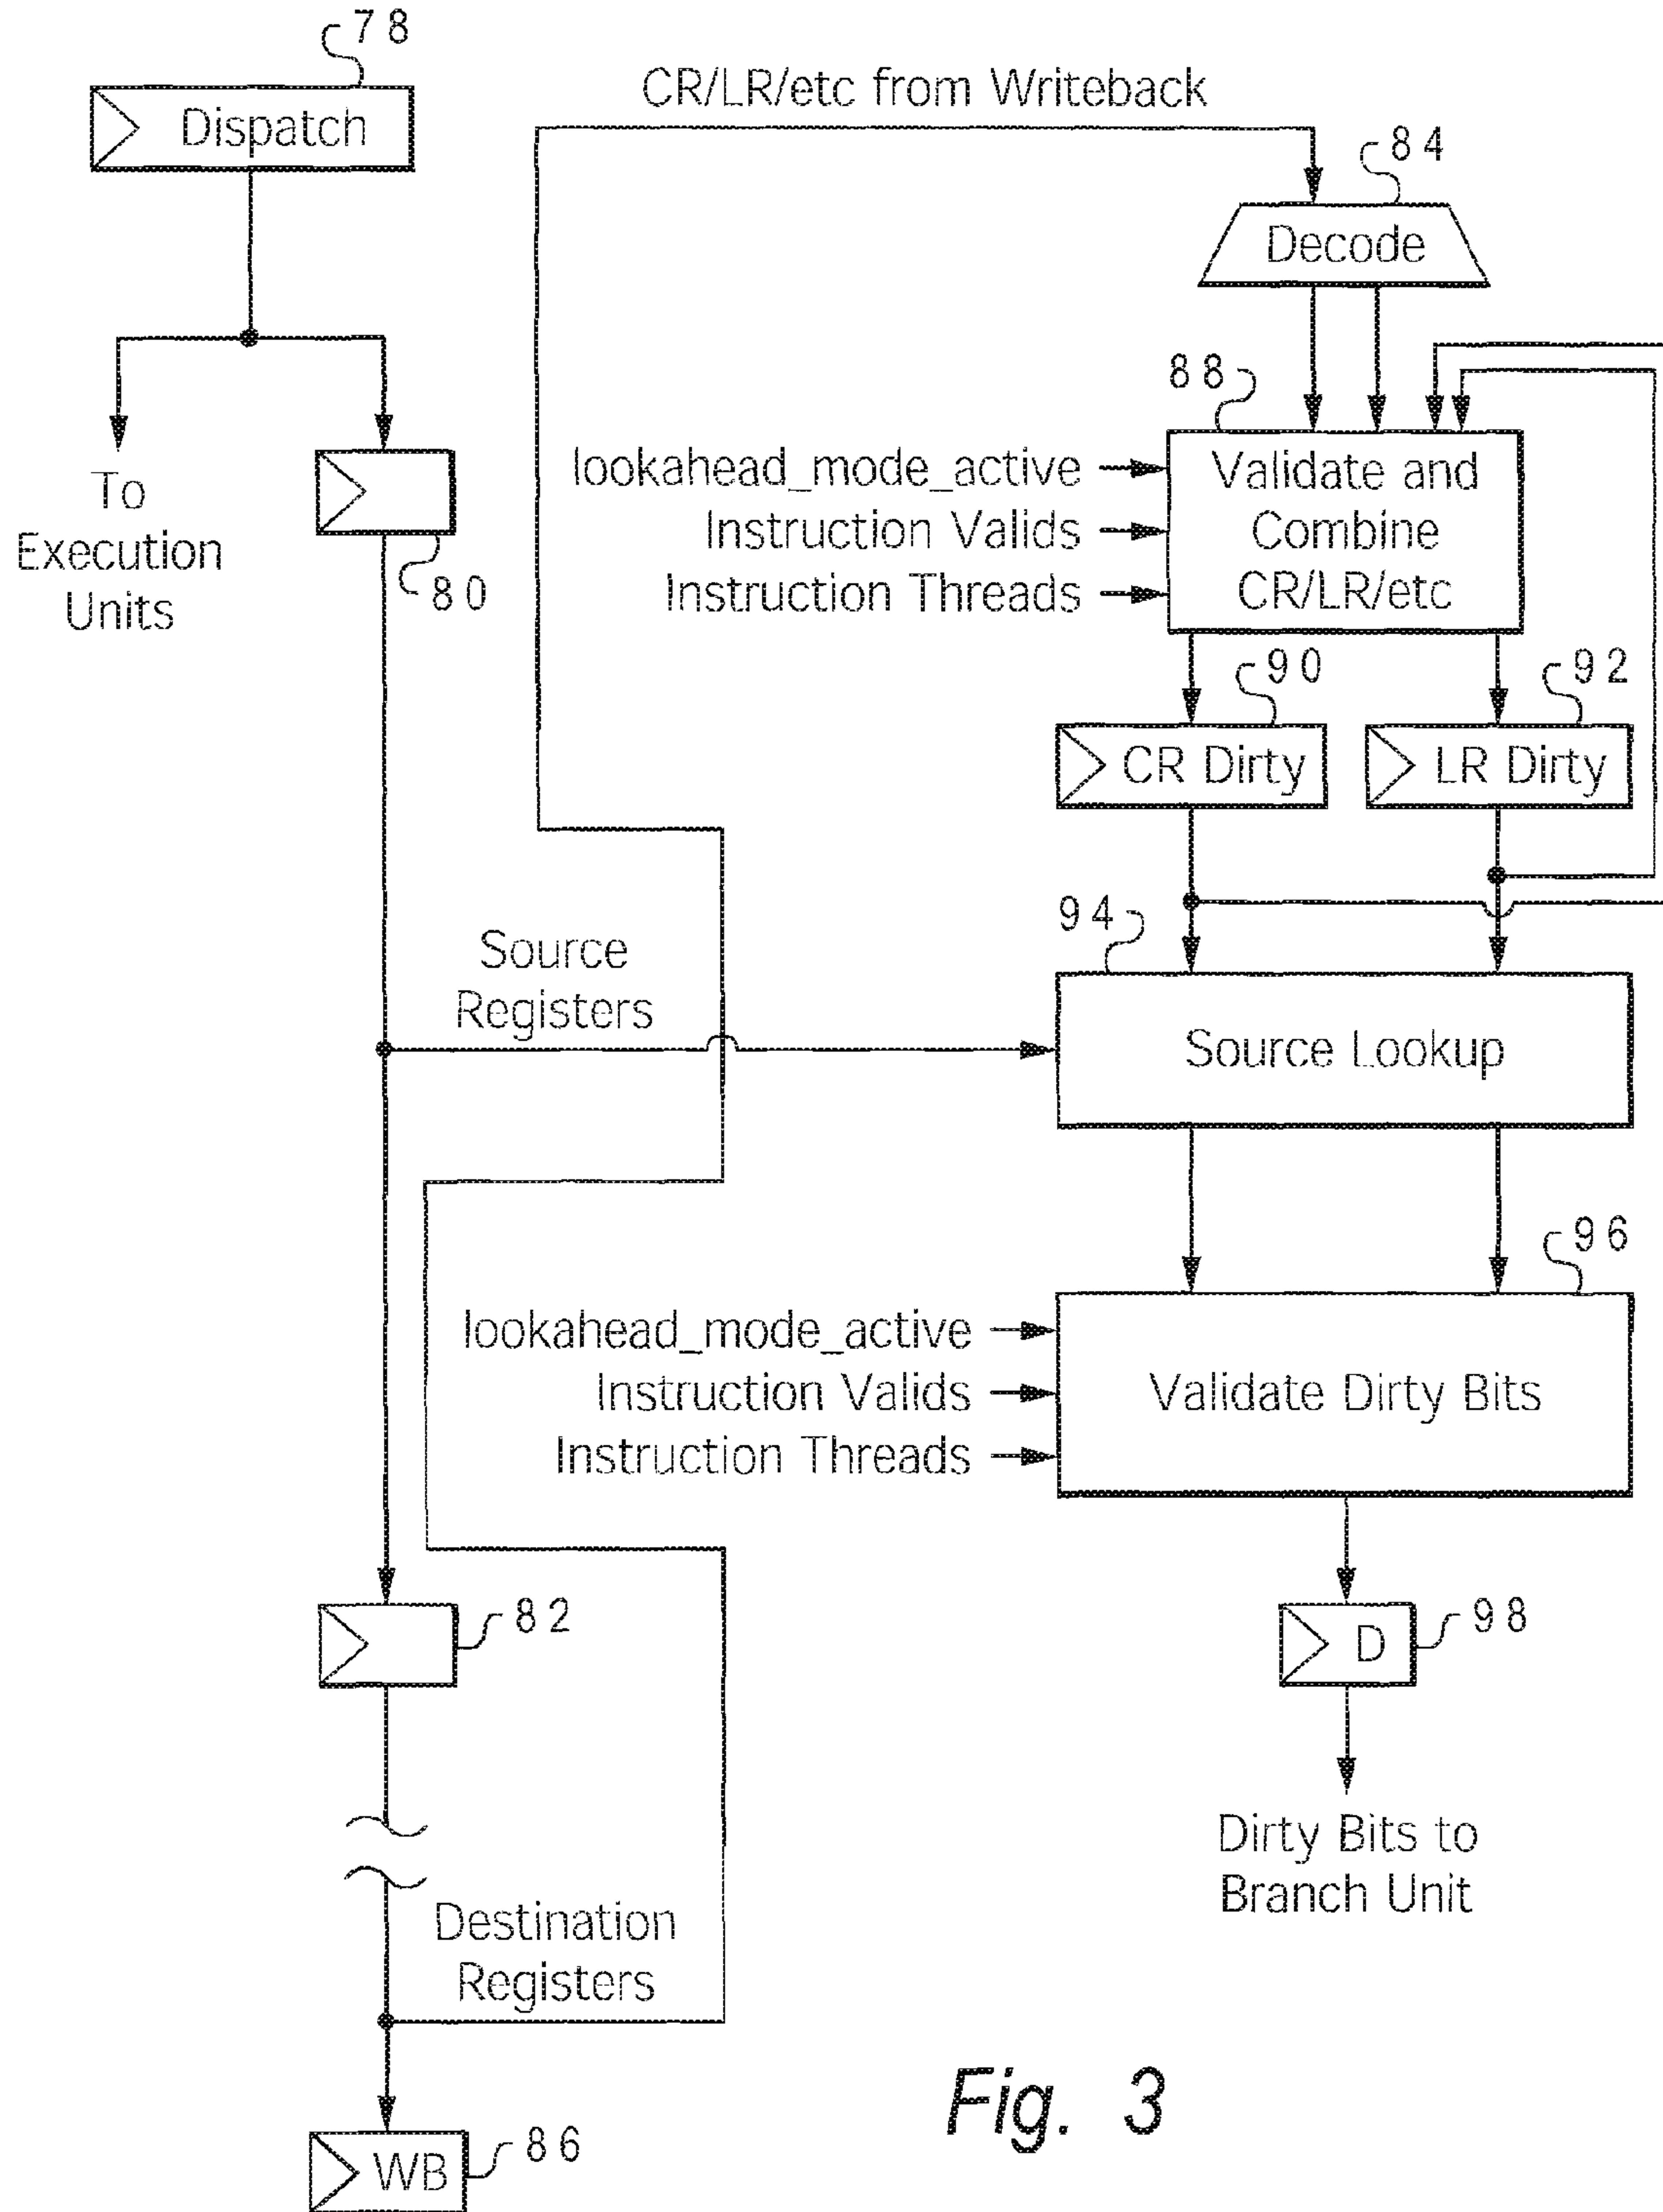 78
Dispatch
CR/LR/etc from Writeback
84
Decode
88
To
Execution
Units
80
lookahead_mode_active
Instruction Valids
Instruction Threads
Validate and
Combine
CR/LR/etc
90
92
CR Dirty
LR Dirty
94
Source
Registers
Source Lookup
96
lookahead_mode_active
Instruction Valids
Instruction Threads
Validate Dirty Bits
82
D
98
Dirty Bits to
Branch Unit
Destination
Registers
WB
86
Fig. 3